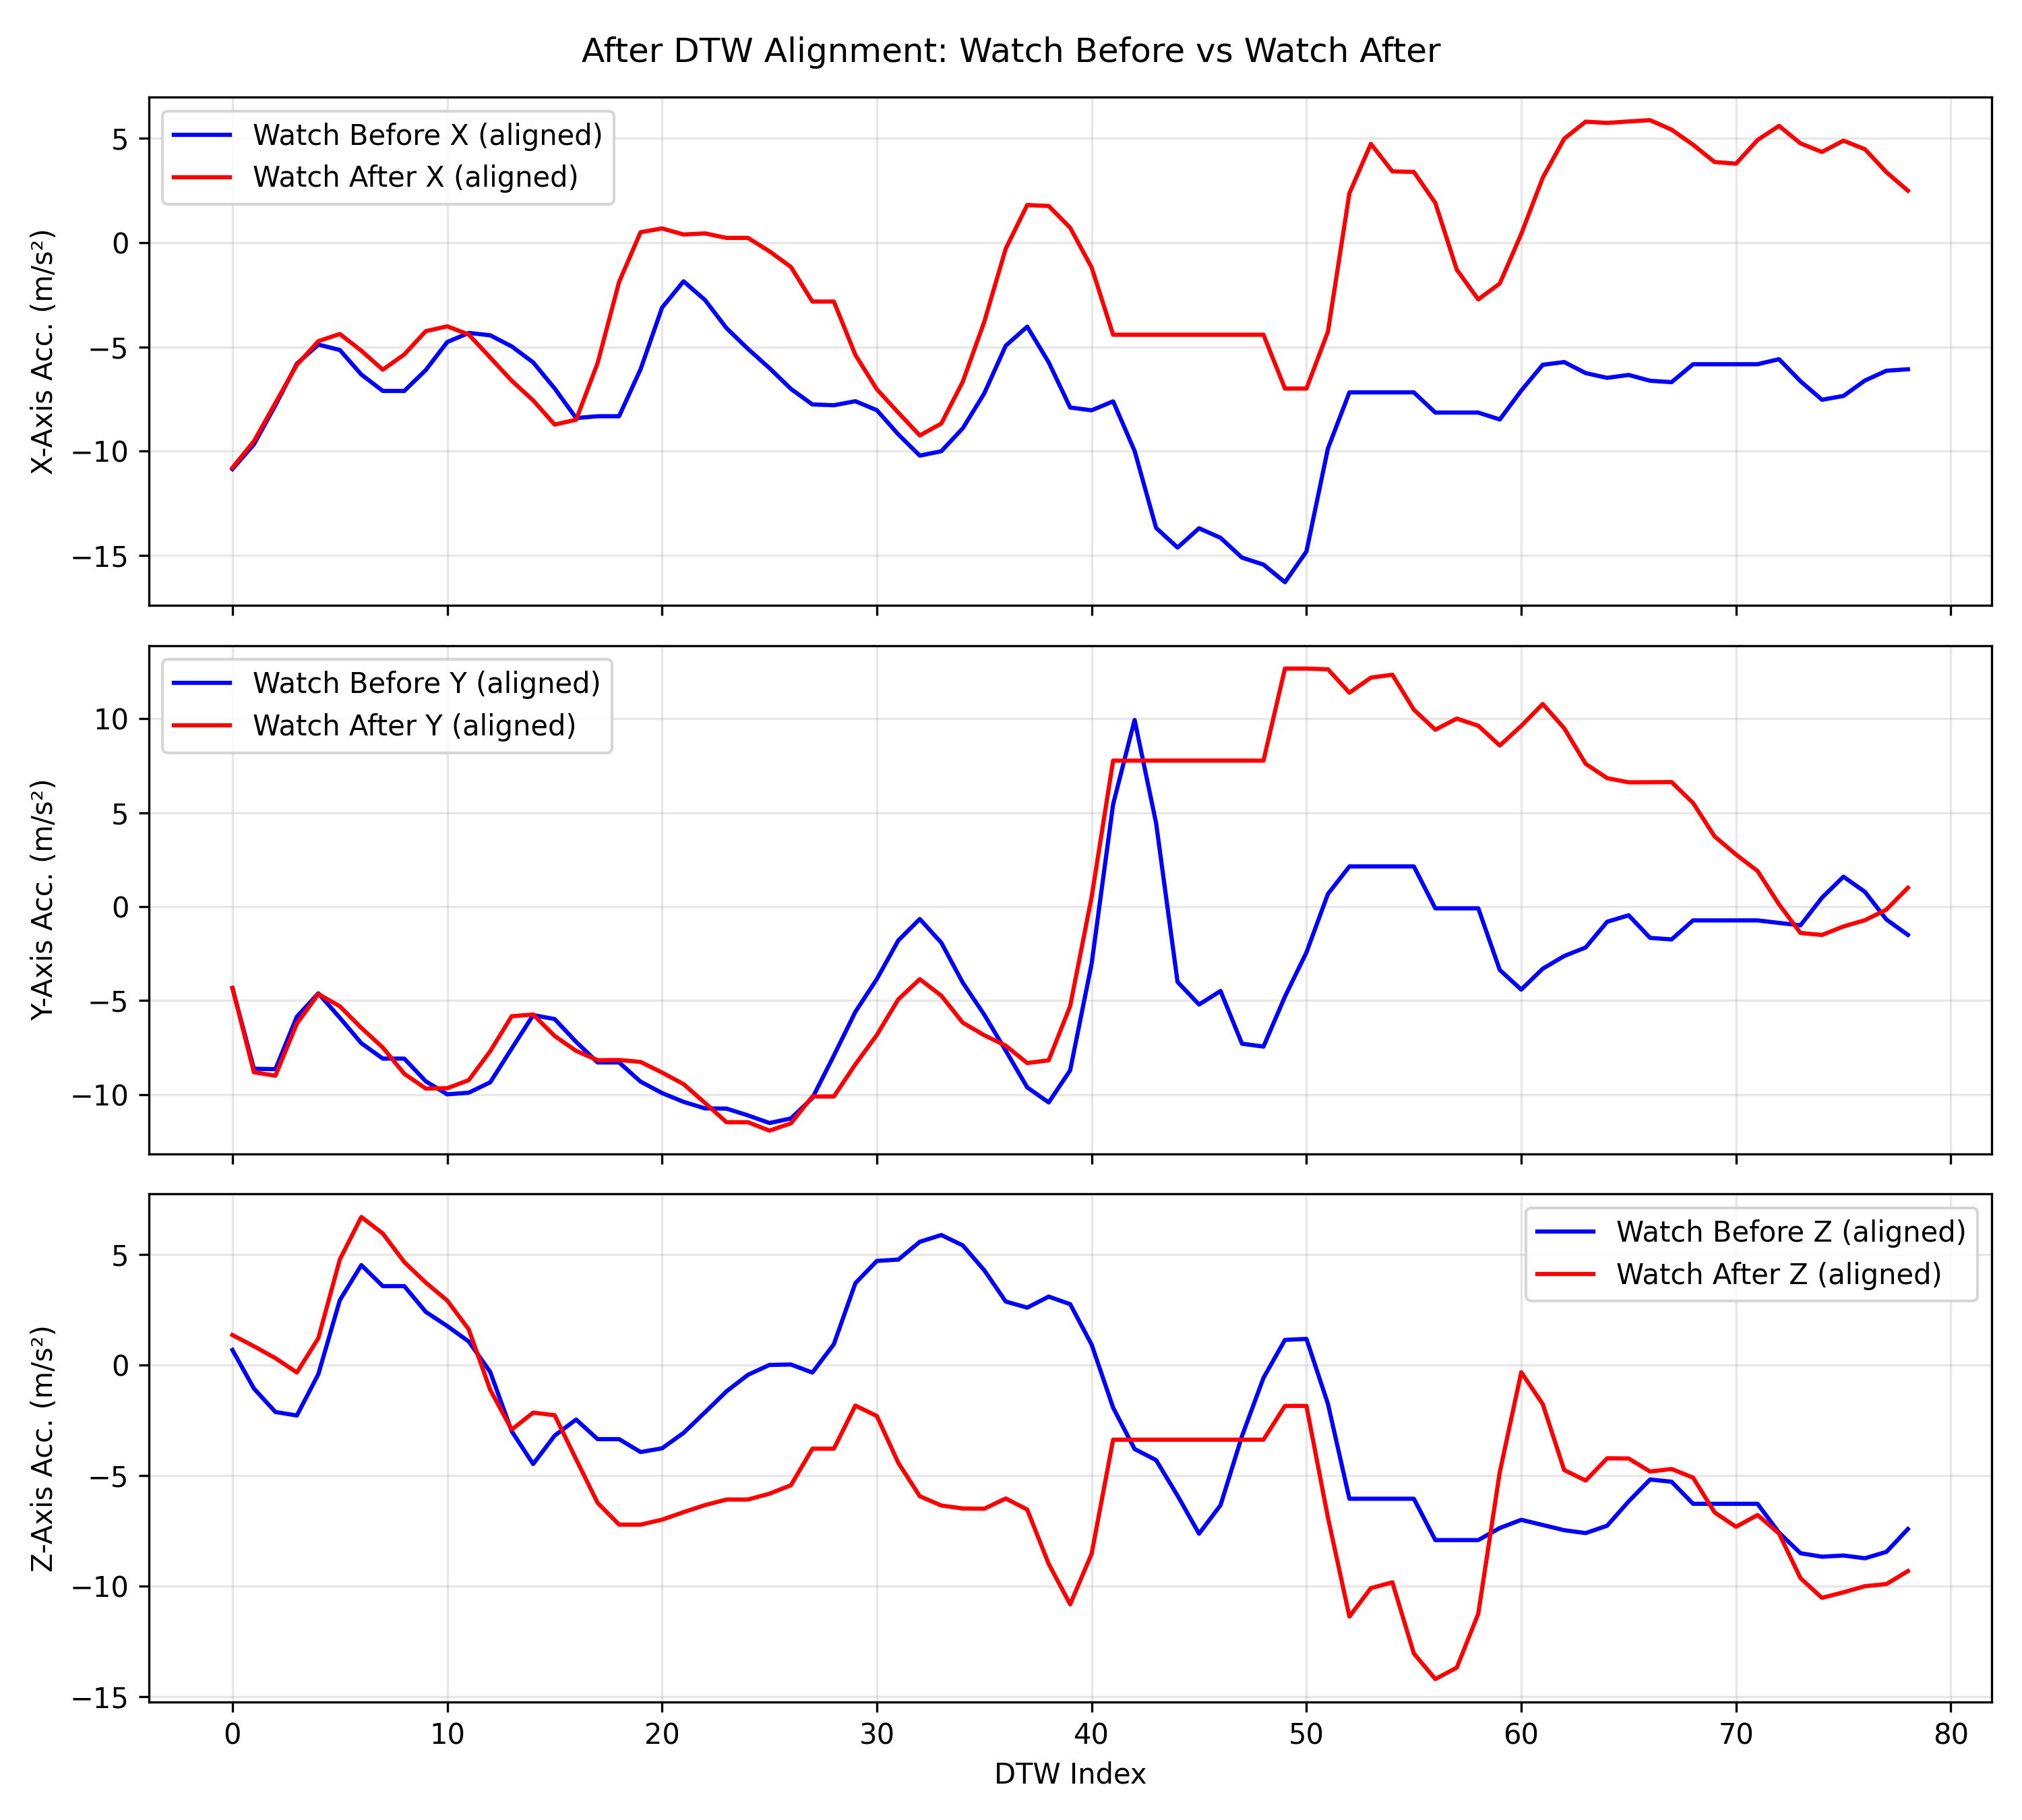 After DTW Alignment: Watch Before vs Watch After
Watch Before X (aligned)
Watch After X (aligned)
X-Axis Acc. (m/s²)
5
0
−5
−10
−15
Watch Before Y (aligned)
Watch After Y (aligned)
Y-Axis Acc. (m/s²)
10
5
0
−5
−10
Watch Before Z (aligned)
Watch After Z (aligned)
Z-Axis Acc. (m/s²)
5
0
−5
−10
−15
0 10 20 30 40 50 60 70 80
DTW Index